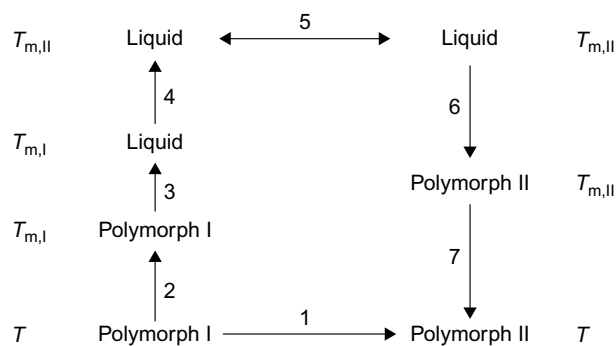 5
T_m,II Liquid Liquid T_m,II
4 6
T_m,I Liquid
3 Polymorph II T_m,II
T_m,I Polymorph I
7
2
1
T Polymorph I Polymorph II T